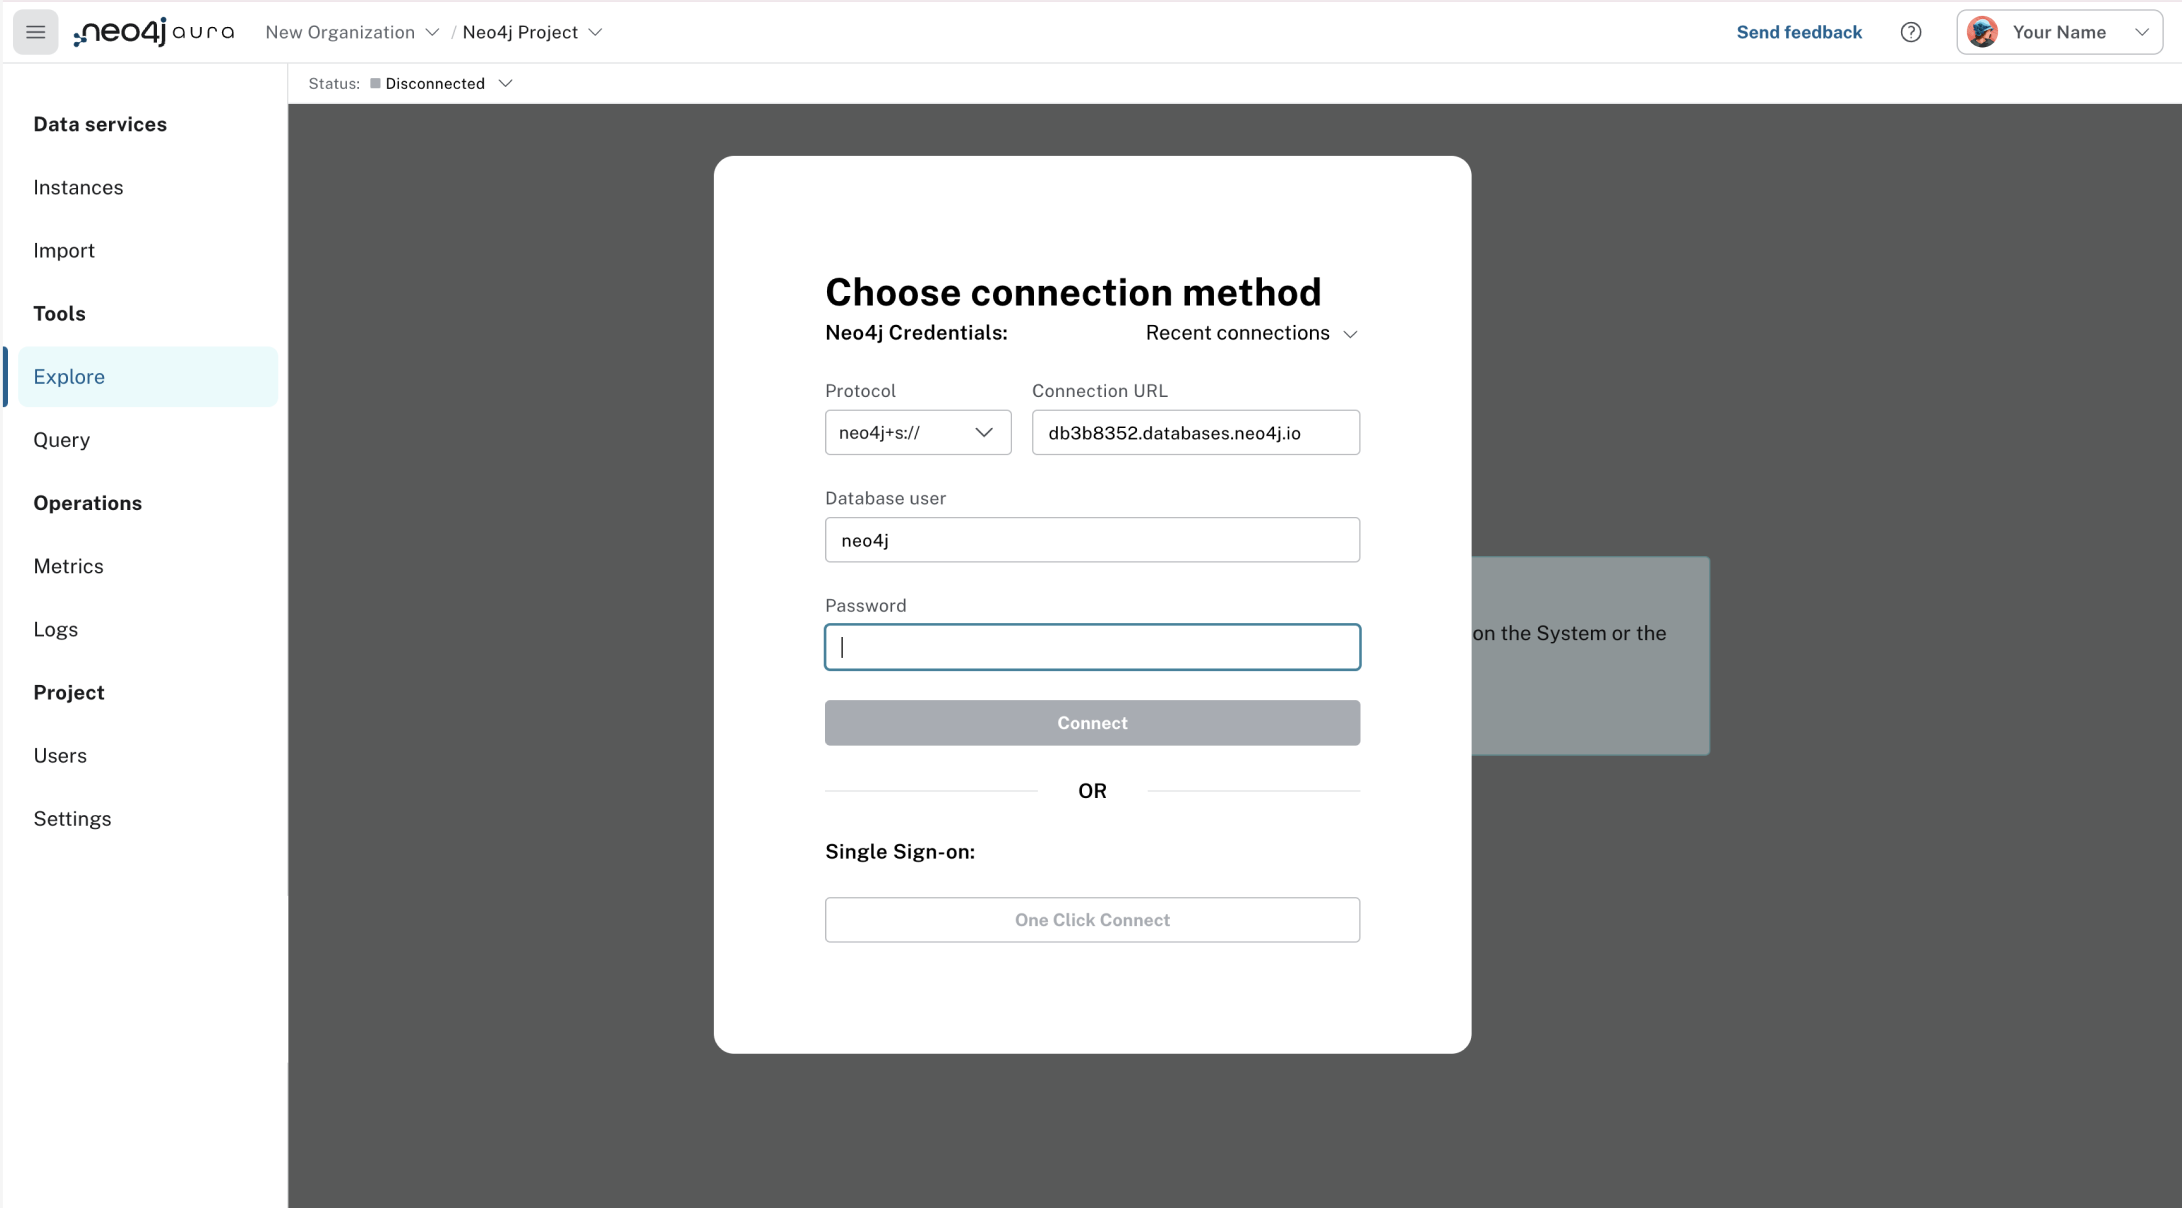 neo4j aura New Organization / Neo4j Project Send feedback ? Your Name
Status: Disconnected
Data services
Instances
Import
Tools
Explore
Query
Operations
Metrics
Logs
Project
Users
Settings
Choose connection method
Neo4j Credentials: Recent connections
Protocol Connection URL
neo4j+s:// db3b8352.databases.neo4j.io
Database user
neo4j
Password
on the System or the
Connect
OR
Single Sign-on:
One Click Connect